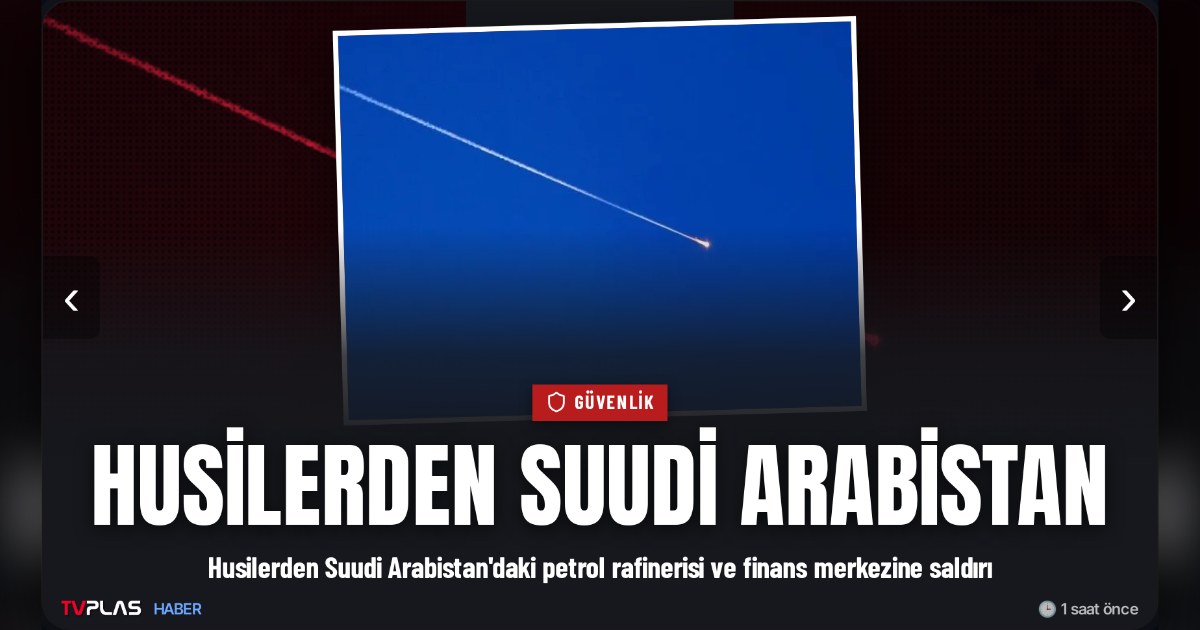 GÜVENLİK
HUSİLERDEN SUUDİ ARABİSTAN
Husilerden Suudi Arabistan'daki petrol rafinerisi ve finans merkezine saldırı
TVPLAS HABER
1 saat önce